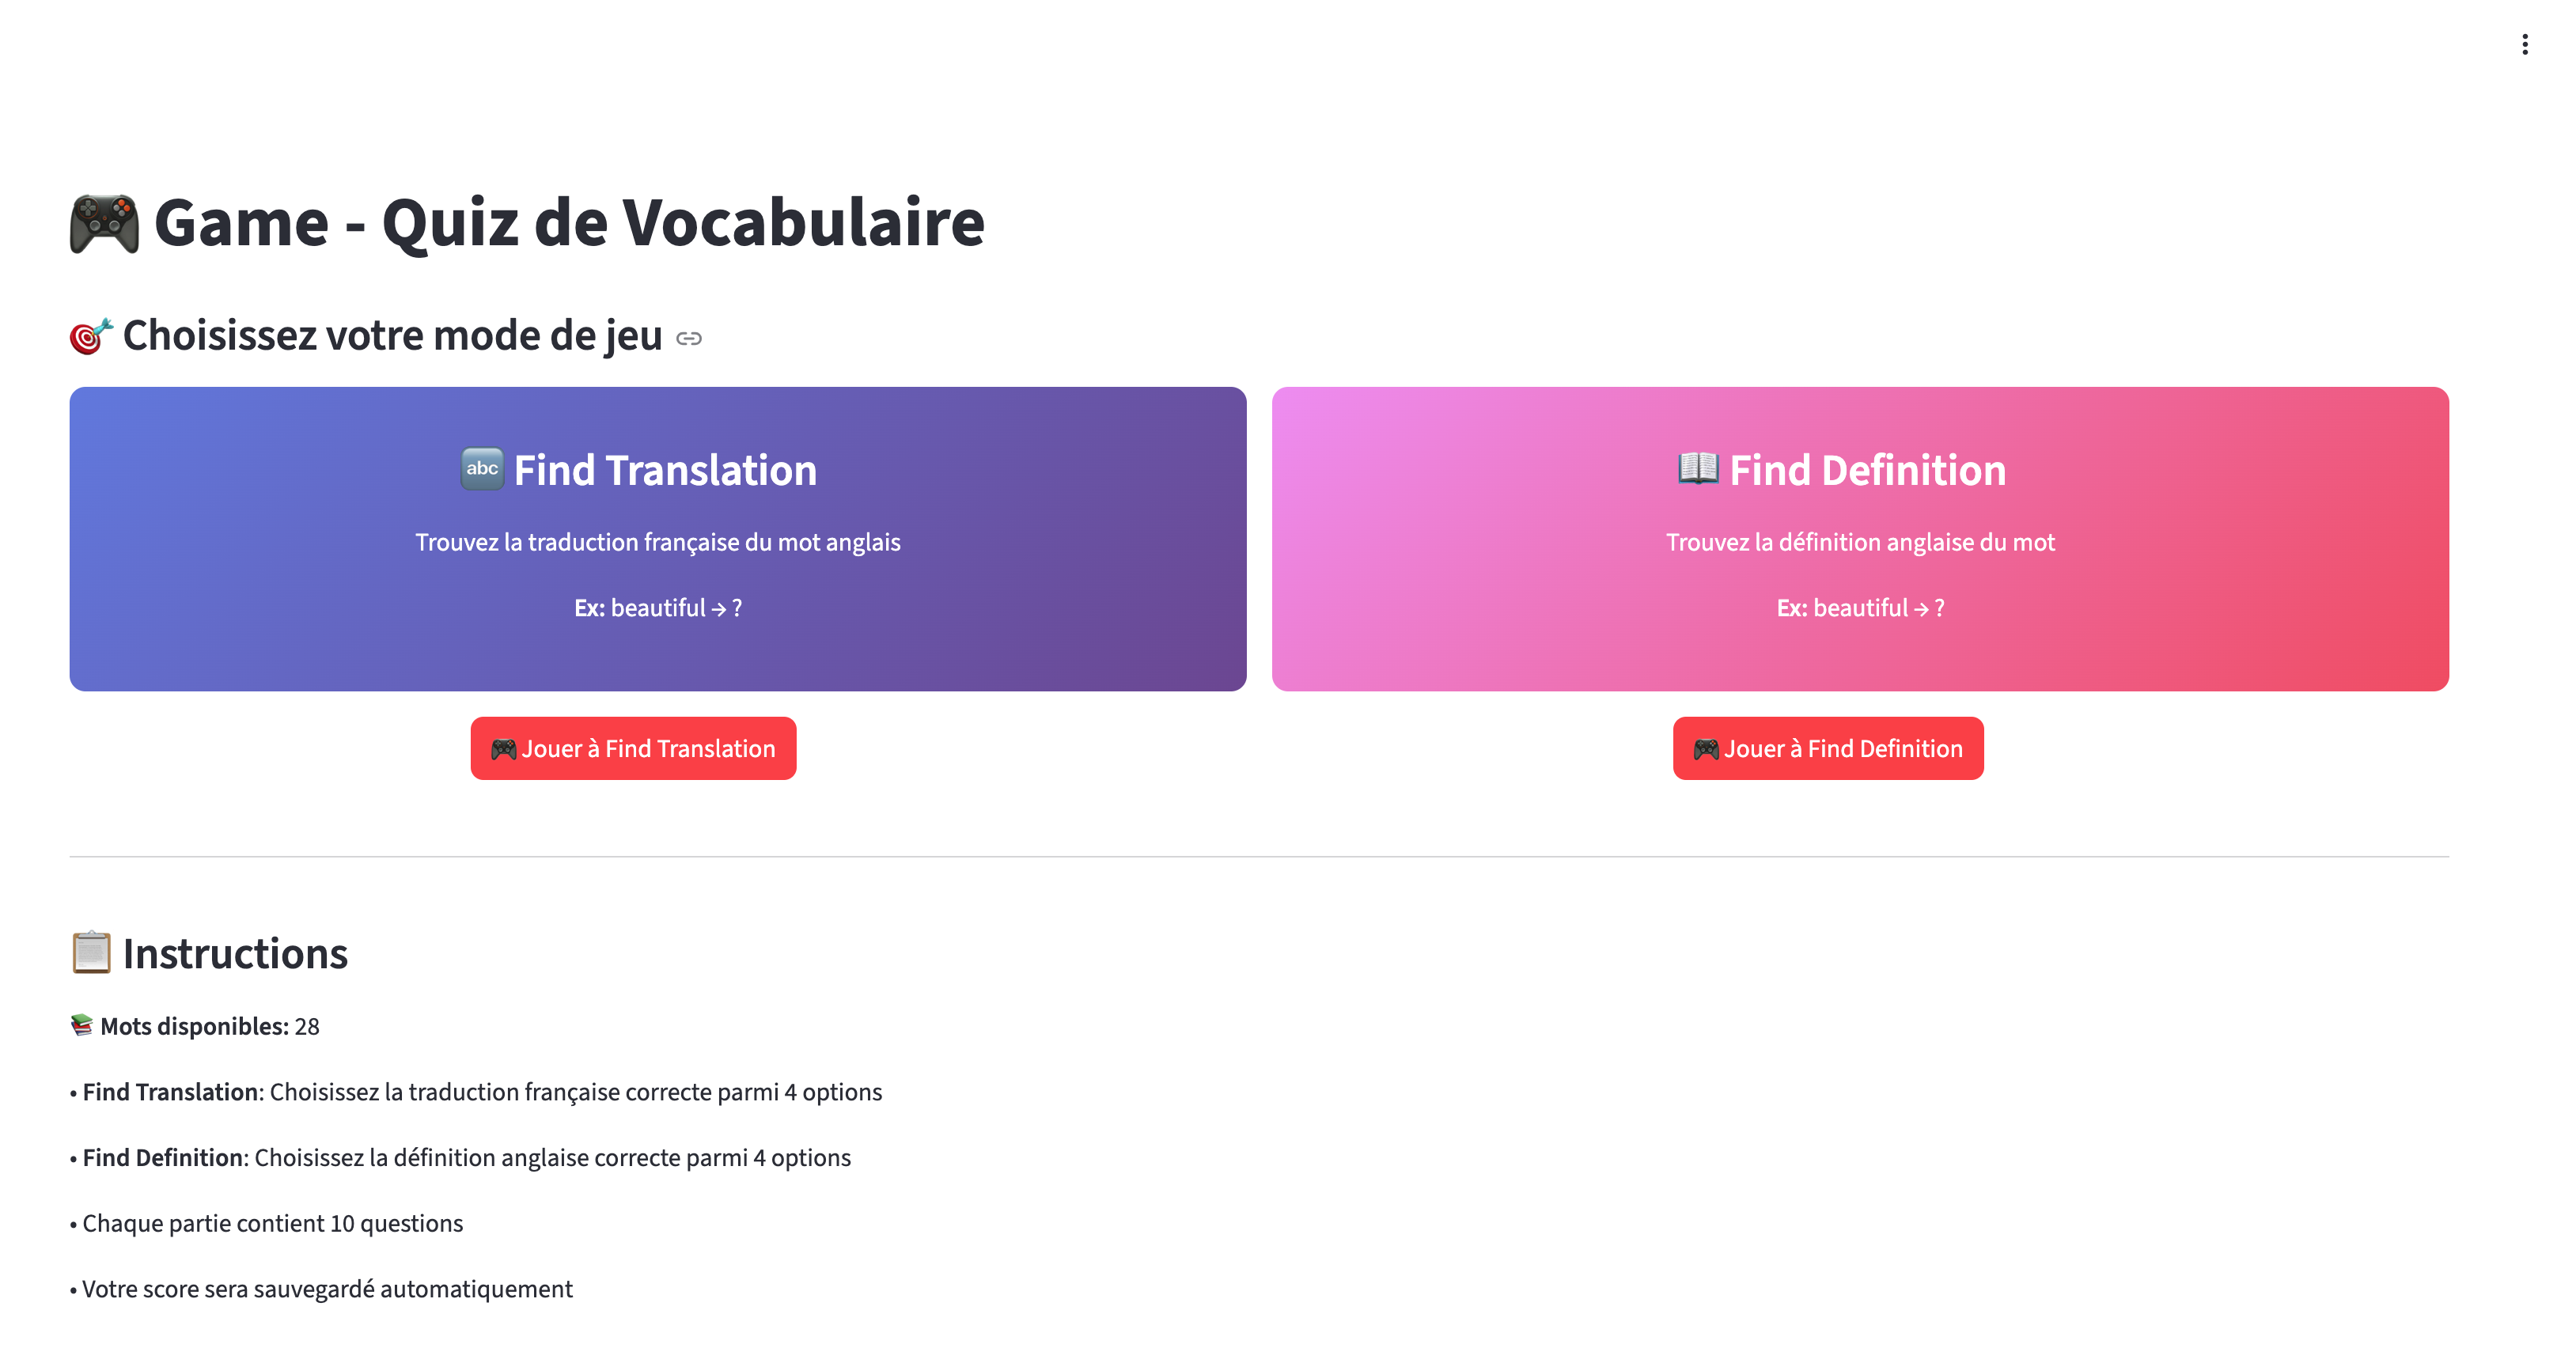 🎮 Game - Quiz de Vocabulaire
🎯 Choisissez votre mode de jeu
🔤 Find Translation
Trouvez la traduction française du mot anglais
Ex: beautiful → ?
🎮 Jouer à Find Translation
📖 Find Definition
Trouvez la définition anglaise du mot
Ex: beautiful → ?
🎮 Jouer à Find Definition
📋 Instructions
📚 Mots disponibles: 28
• Find Translation: Choisissez la traduction française correcte parmi 4 options
• Find Definition: Choisissez la définition anglaise correcte parmi 4 options
• Chaque partie contient 10 questions
• Votre score sera sauvegardé automatiquement